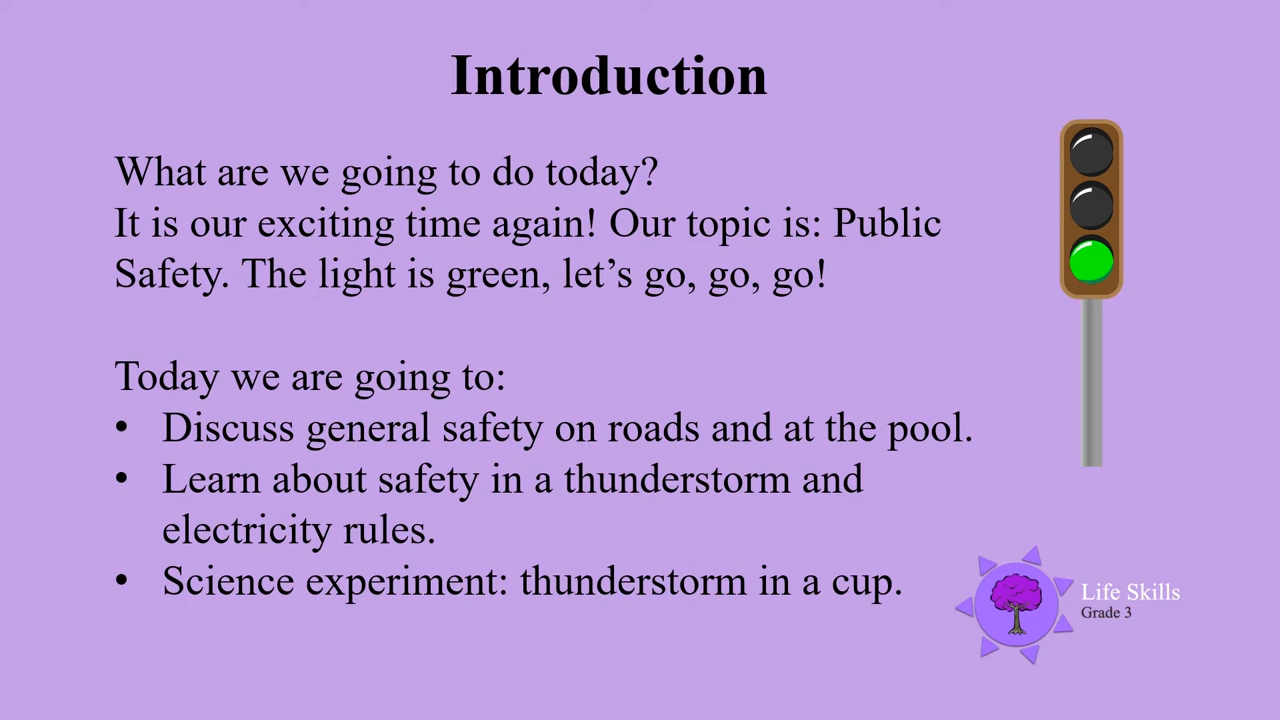 Introduction
What are we going to do today?
It is our exciting time again! Our topic is: Public
Safety. The light is green, let’s go, go, go!
Today we are going to:
• Discuss general safety on roads and at the pool.
• Learn about safety in a thunderstorm and
electricity rules.
• Science experiment: thunderstorm in a cup.
Life Skills
Grade 3